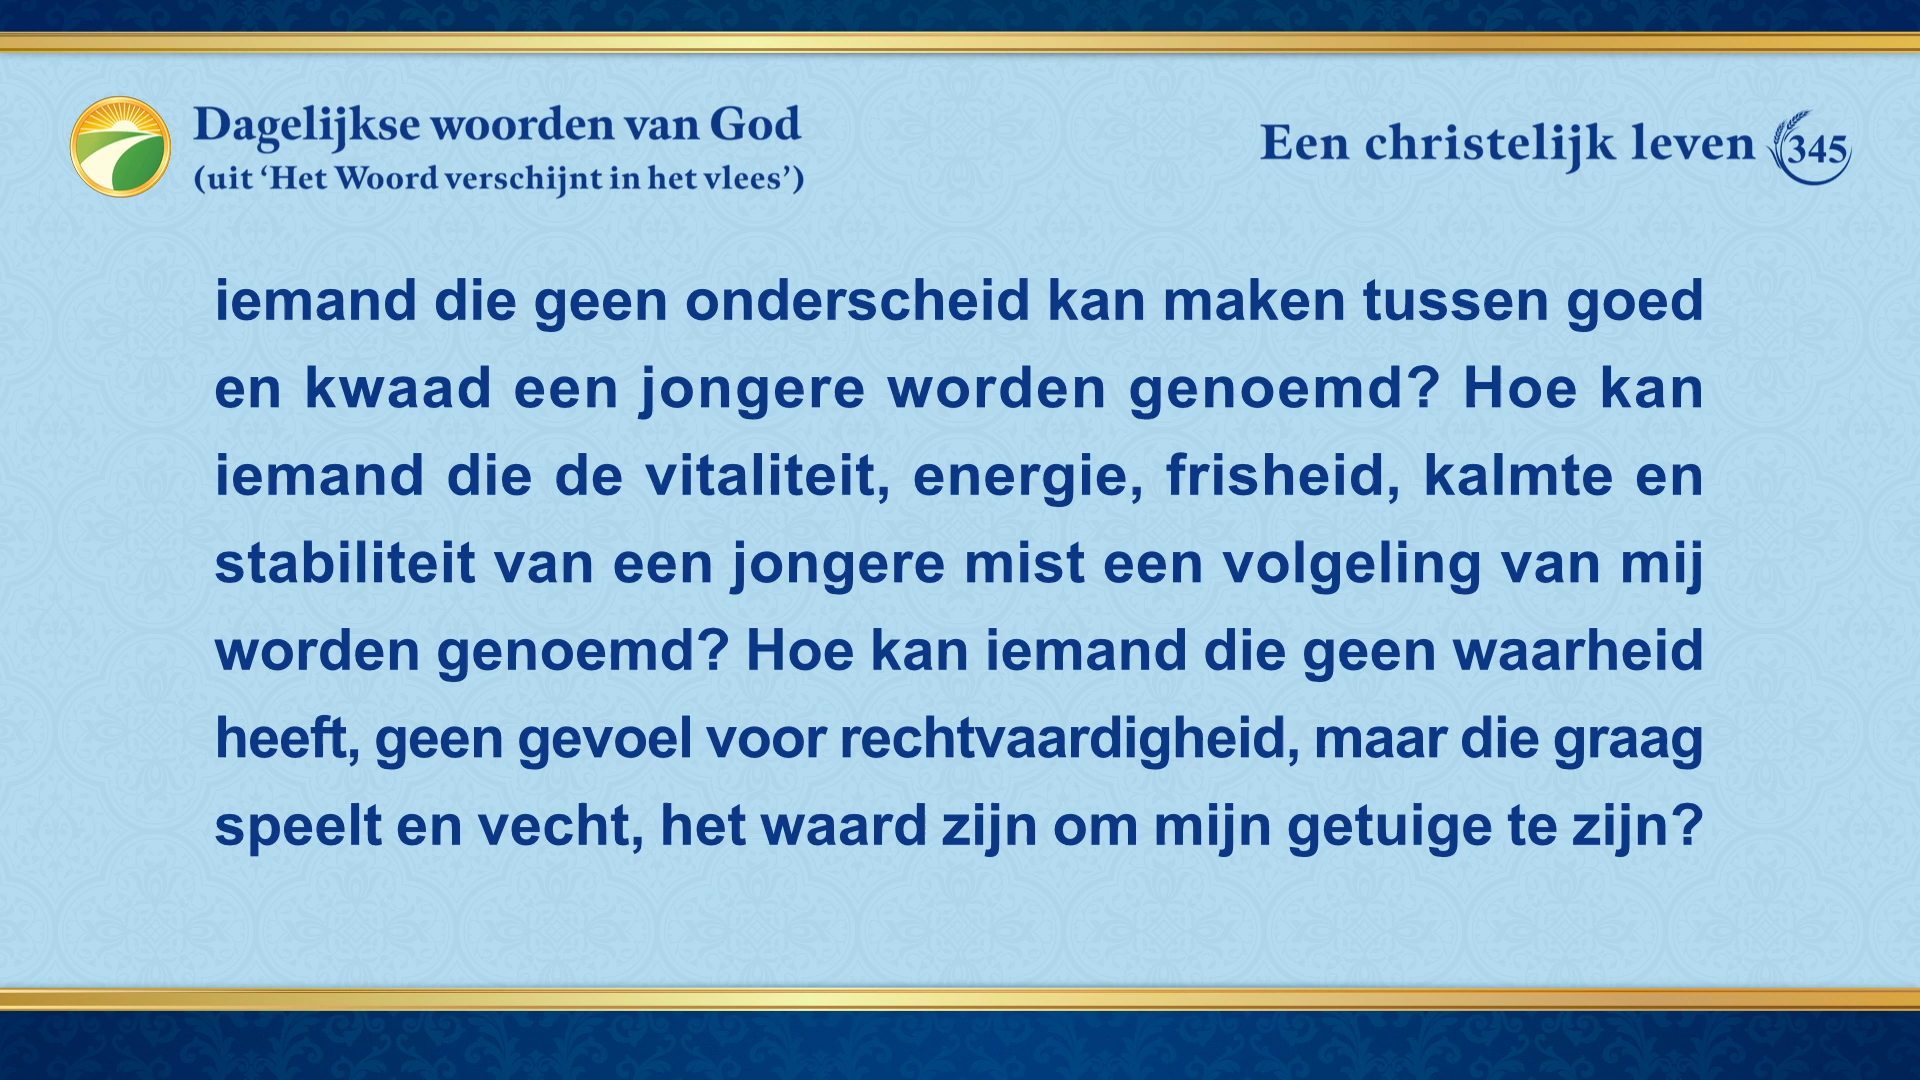 Dagelijkse woorden van God
(uit ‘Het Woord verschijnt in het vlees’)
Een christelijk leven 345
iemand die geen onderscheid kan maken tussen goed
en kwaad een jongere worden genoemd? Hoe kan
iemand die de vitaliteit, energie, frisheid, kalmte en
stabiliteit van een jongere mist een volgeling van mij
worden genoemd? Hoe kan iemand die geen waarheid
heeft, geen gevoel voor rechtvaardigheid, maar die graag
speelt en vecht, het waard zijn om mijn getuige te zijn?